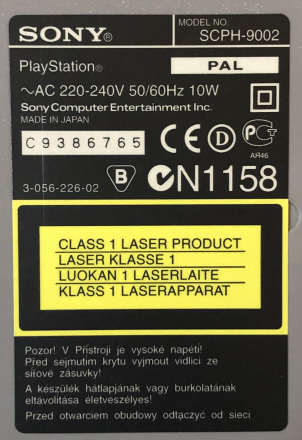 SONY®
MODEL NO.
SCPH-9002
PlayStation®
PAL
~AC 220-240V 50/60Hz 10W
Sony Computer Entertainment Inc.
MADE IN JAPAN
C9386765
CE D PCT
AЯ46
3-056-226-02
B
N1158
CLASS 1 LASER PRODUCT
LASER KLASSE 1
LUOKAN 1 LASERLAITE
KLASS 1 LASERAPPARAT
Pozor! V Přístroji je vysoké napětí!
Před sejmutím krytu vyjmout vidlici ze
síťové zásuvky!
A készülék hátlapjának vagy burkolatának
eltávolítása életveszélyes!
Przed otwarciem obudowy odłączyć od sieci